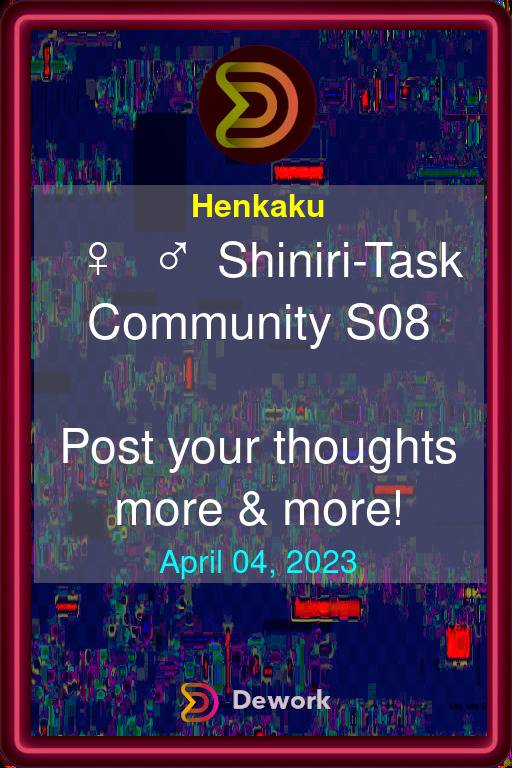 Henkaku
♀ ♂ Shiniri-Task
Community S08
Post your thoughts
more & more!
April 04, 2023
Dework